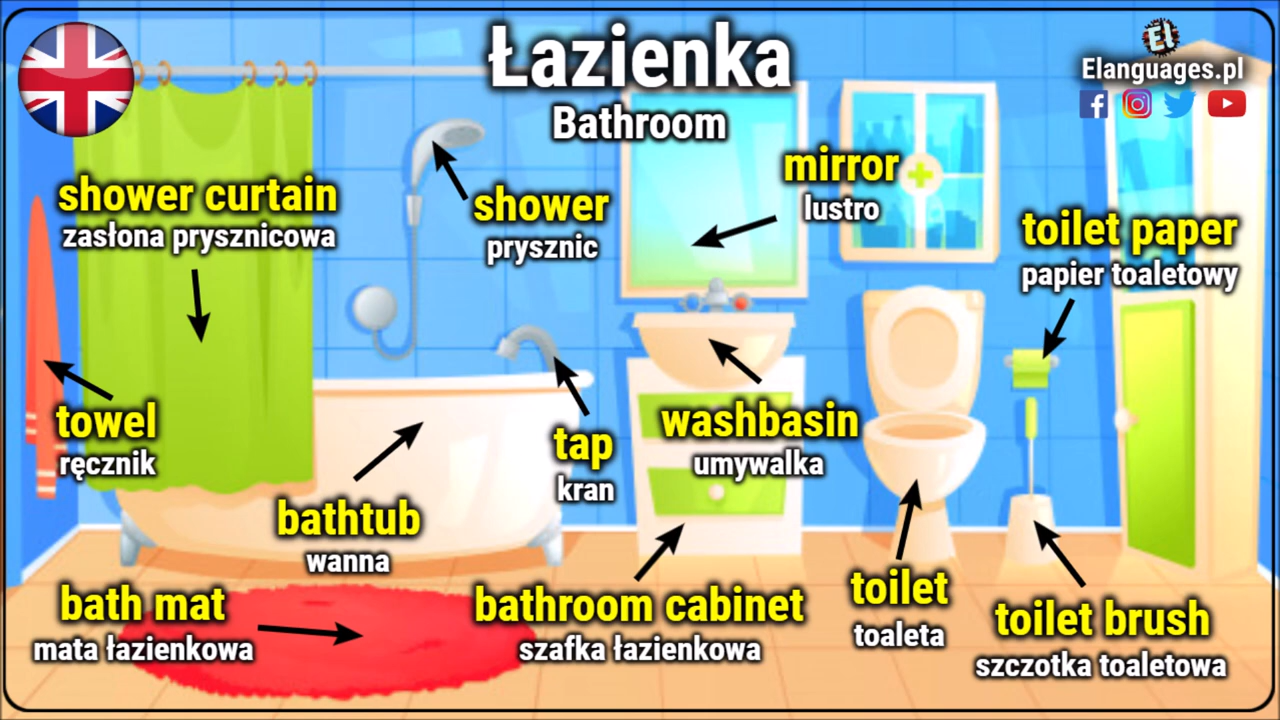 Łazienka
Bathroom
El
Elanguages.pl
shower curtain
zasłona prysznicowa
shower
prysznic
mirror
lustro
toilet paper
papier toaletowy
towel
ręcznik
tap
kran
washbasin
umywalka
bathtub
wanna
bath mat
mata łazienkowa
bathroom cabinet
szafka łazienkowa
toilet
toaleta
toilet brush
szczotka toaletowa